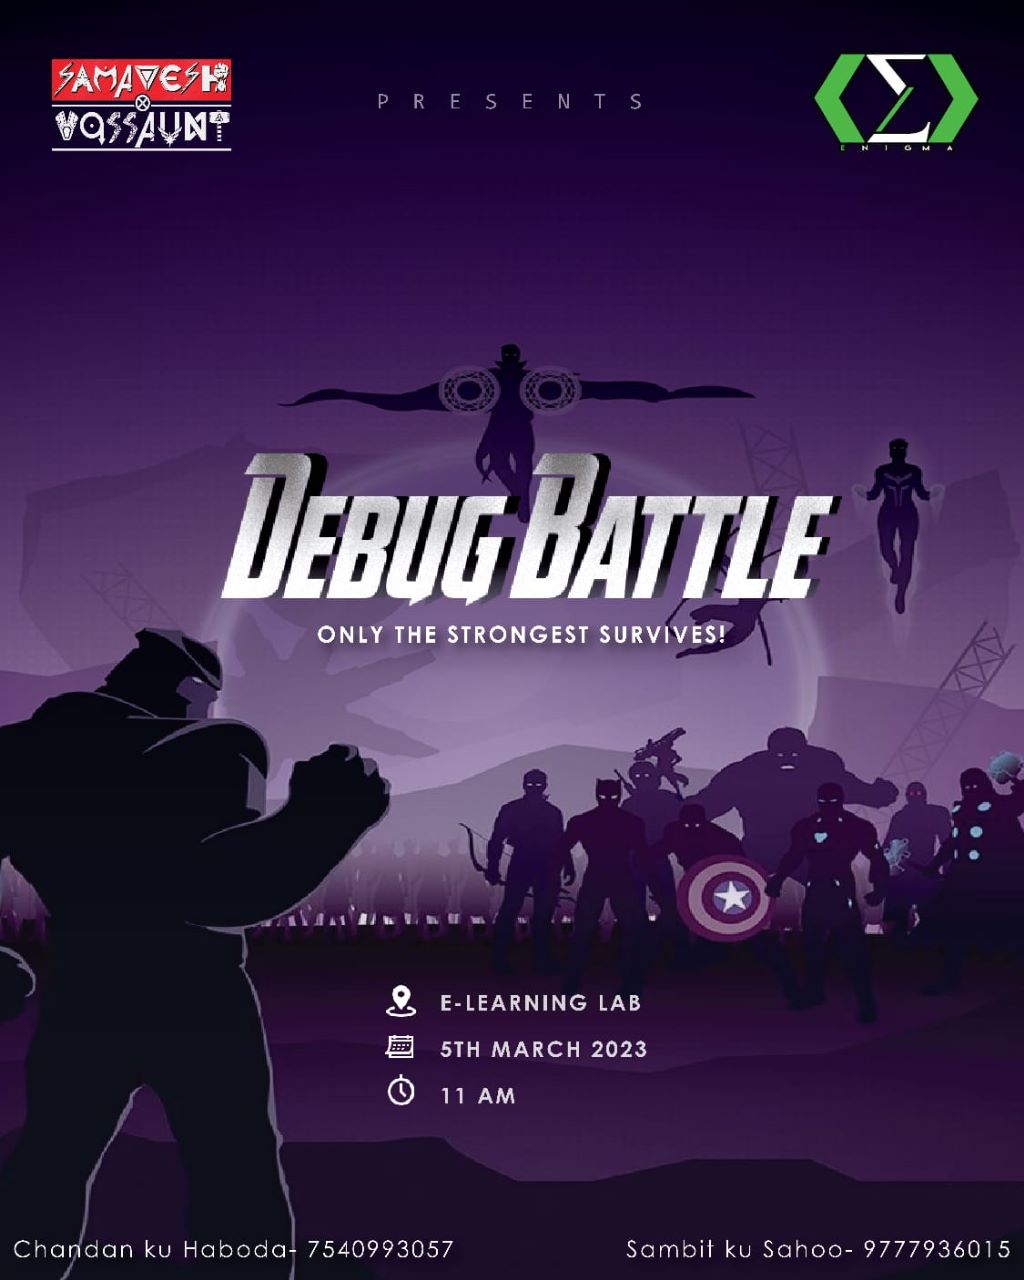 SAMAVESH
VASSAUNT
PRESENTS
ENIGMA
DEBUG BATTLE
ONLY THE STRONGEST SURVIVES!
E-LEARNING LAB
5TH MARCH 2023
11 AM
Chandan ku Haboda- 7540993057
Sambit ku Sahoo- 9777936015